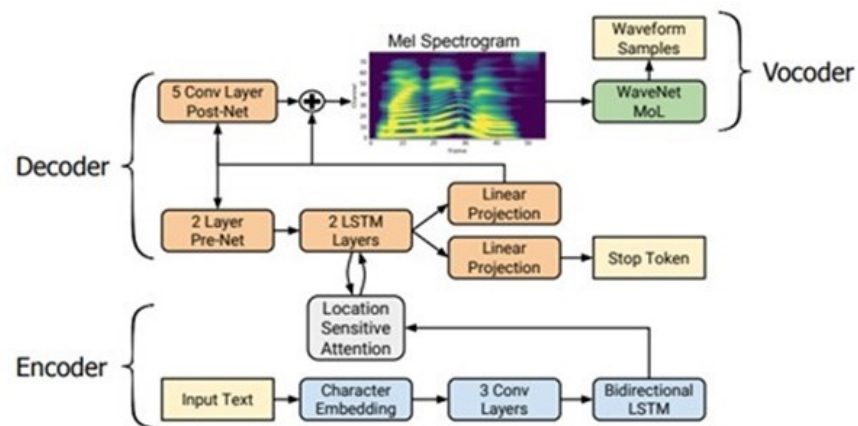 Mel Spectrogram
Waveform
Samples
Vocoder
5 Conv Layer
Post-Net
WaveNet
MoL
Decoder
2 Layer
Pre-Net
2 LSTM
Layers
Linear
Projection
Linear
Projection
Stop Token
Location
Sensitive
Attention
Encoder
Input Text
Character
Embedding
3 Conv
Layers
Bidirectional
LSTM